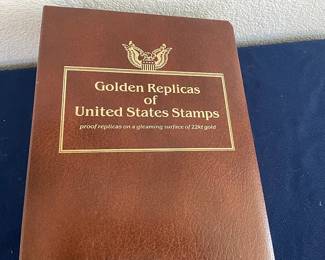 Golden Replicas
of
United States Stamps
proof replicas on a gleaming surface of 22kt gold